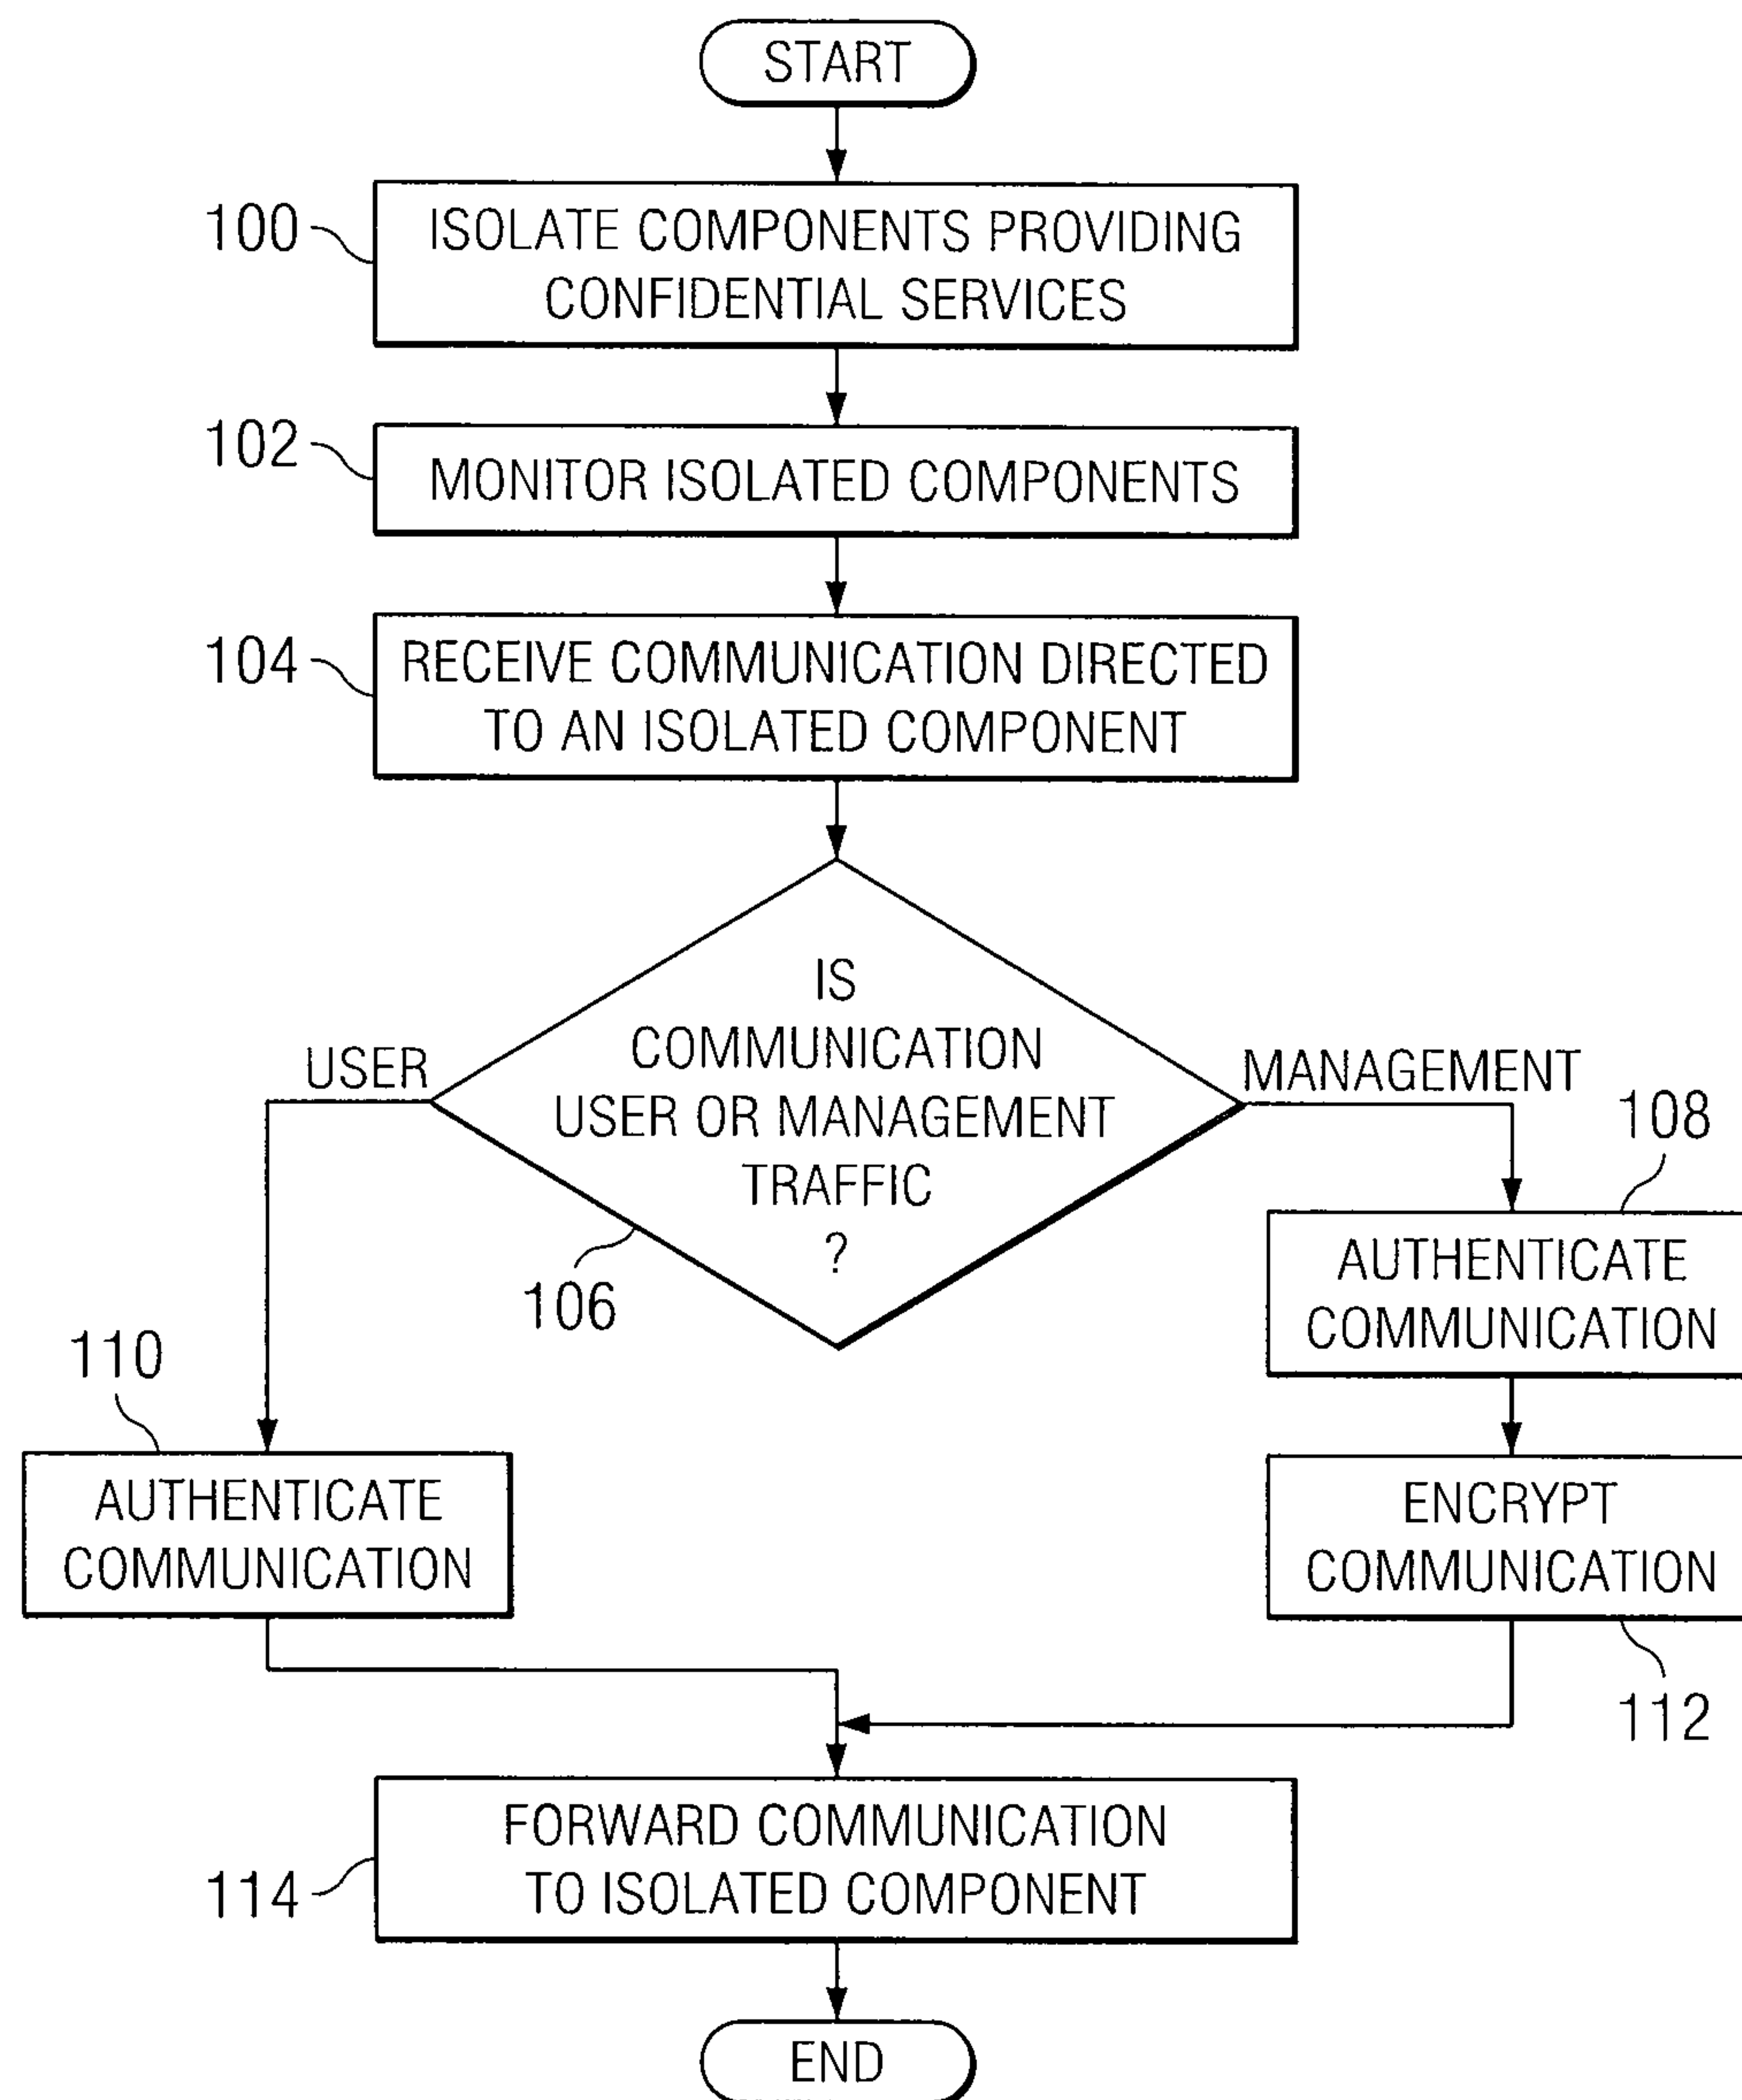 START
100
ISOLATE COMPONENTS PROVIDING
CONFIDENTIAL SERVICES
102
MONITOR ISOLATED COMPONENTS
104
RECEIVE COMMUNICATION DIRECTED
TO AN ISOLATED COMPONENT
IS
COMMUNICATION
USER OR MANAGEMENT
TRAFFIC
?
USER
MANAGEMENT
106
108
AUTHENTICATE
COMMUNICATION
110
AUTHENTICATE
COMMUNICATION
ENCRYPT
COMMUNICATION
112
FORWARD COMMUNICATION
TO ISOLATED COMPONENT
114
END